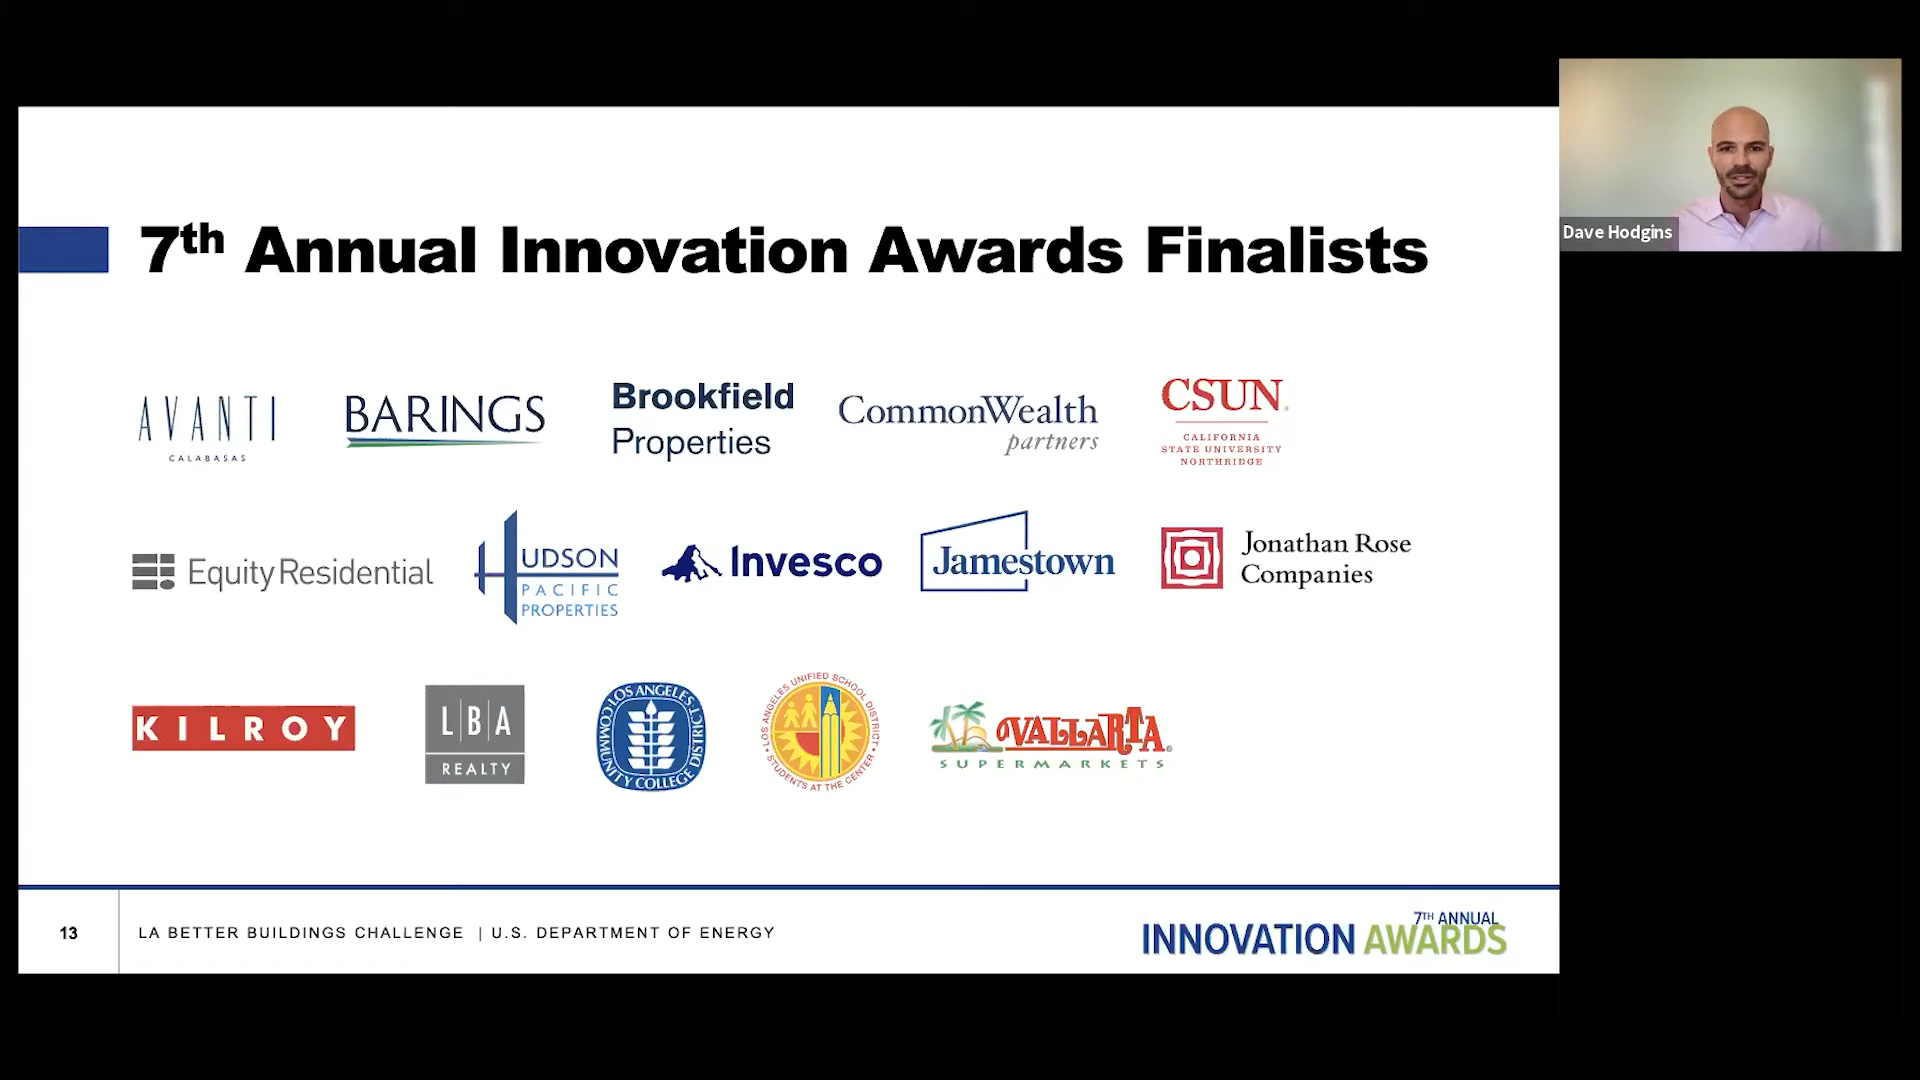 Dave Hodgins
7th Annual Innovation Awards Finalists
AVANTI
CALABASAS
BARINGS
Brookfield
Properties
CommonWealth
partners
CSUN
CALIFORNIA
STATE UNIVERSITY
NORTHRIDGE
EquityResidential
HUDSON
PACIFIC
PROPERTIES
Invesco
Jamestown
Jonathan Rose
Companies
KILROY
LBA
REALTY
LOS ANGELES
COMMUNITY COLLEGE DISTRICT
LOS ANGELES UNIFIED SCHOOL DISTRICT
STUDENTS AT THE CENTER
VALLARTA
SUPERMARKETS
13
LA BETTER BUILDINGS CHALLENGE | U.S. DEPARTMENT OF ENERGY
7TH ANNUAL
INNOVATION AWARDS